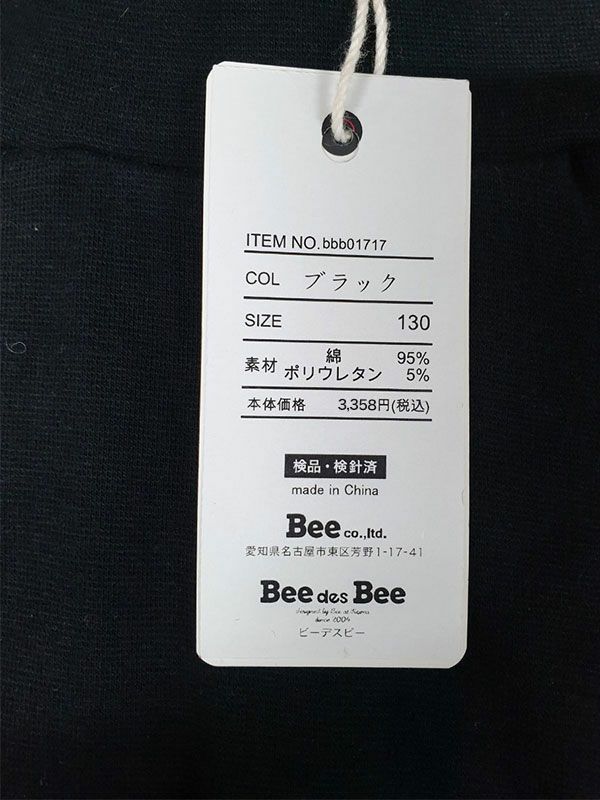 ITEM NO. bbb01717
COL ブラック
SIZE 130
素材 綿 95%
ポリウレタン 5%
本体価格 3,358円(税込)
検品・検針済
made in China
Bee co.,ltd.
愛知県名古屋市東区芳野1-17-41
Bee des Bee
since 2004
ビーデスビー